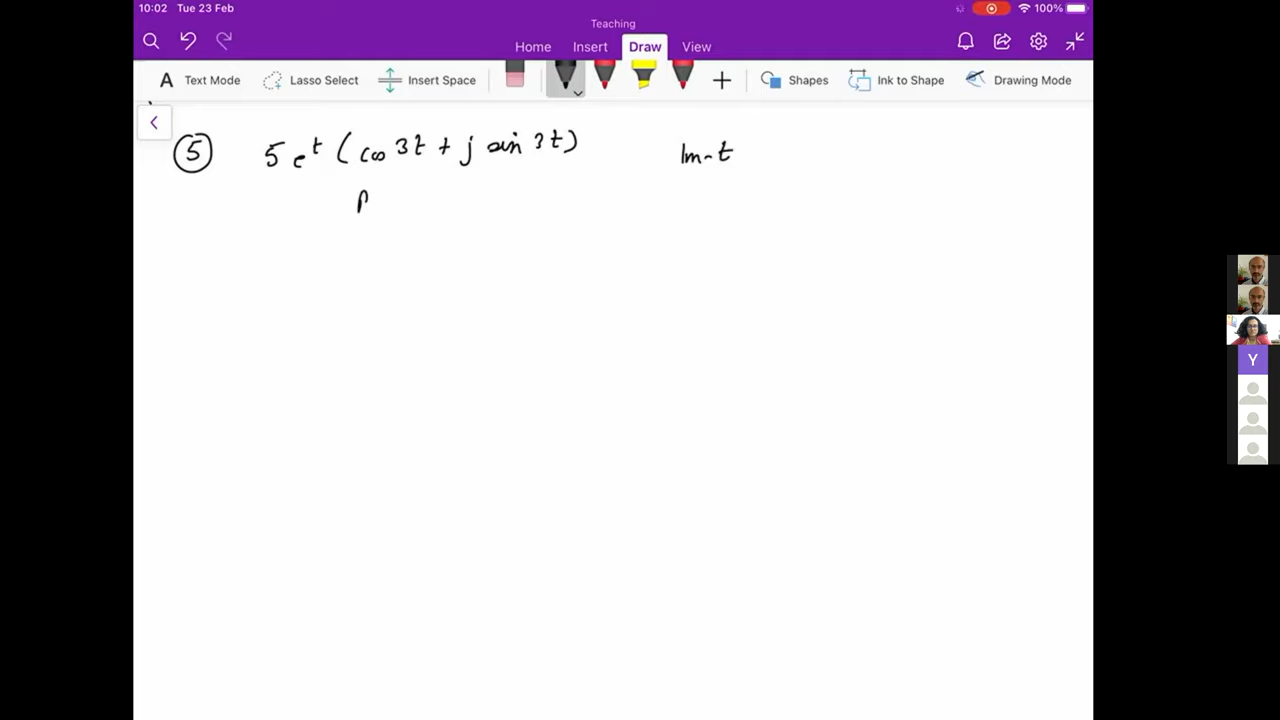 10:02 Tue 23 Feb
100%
Teaching
Home Insert Draw View
A Text Mode Lasso Select Insert Space + Shapes Ink to Shape Drawing Mode
⑤ 5 e^t ( cos 3t + j sin 3t ) Im-t
Y